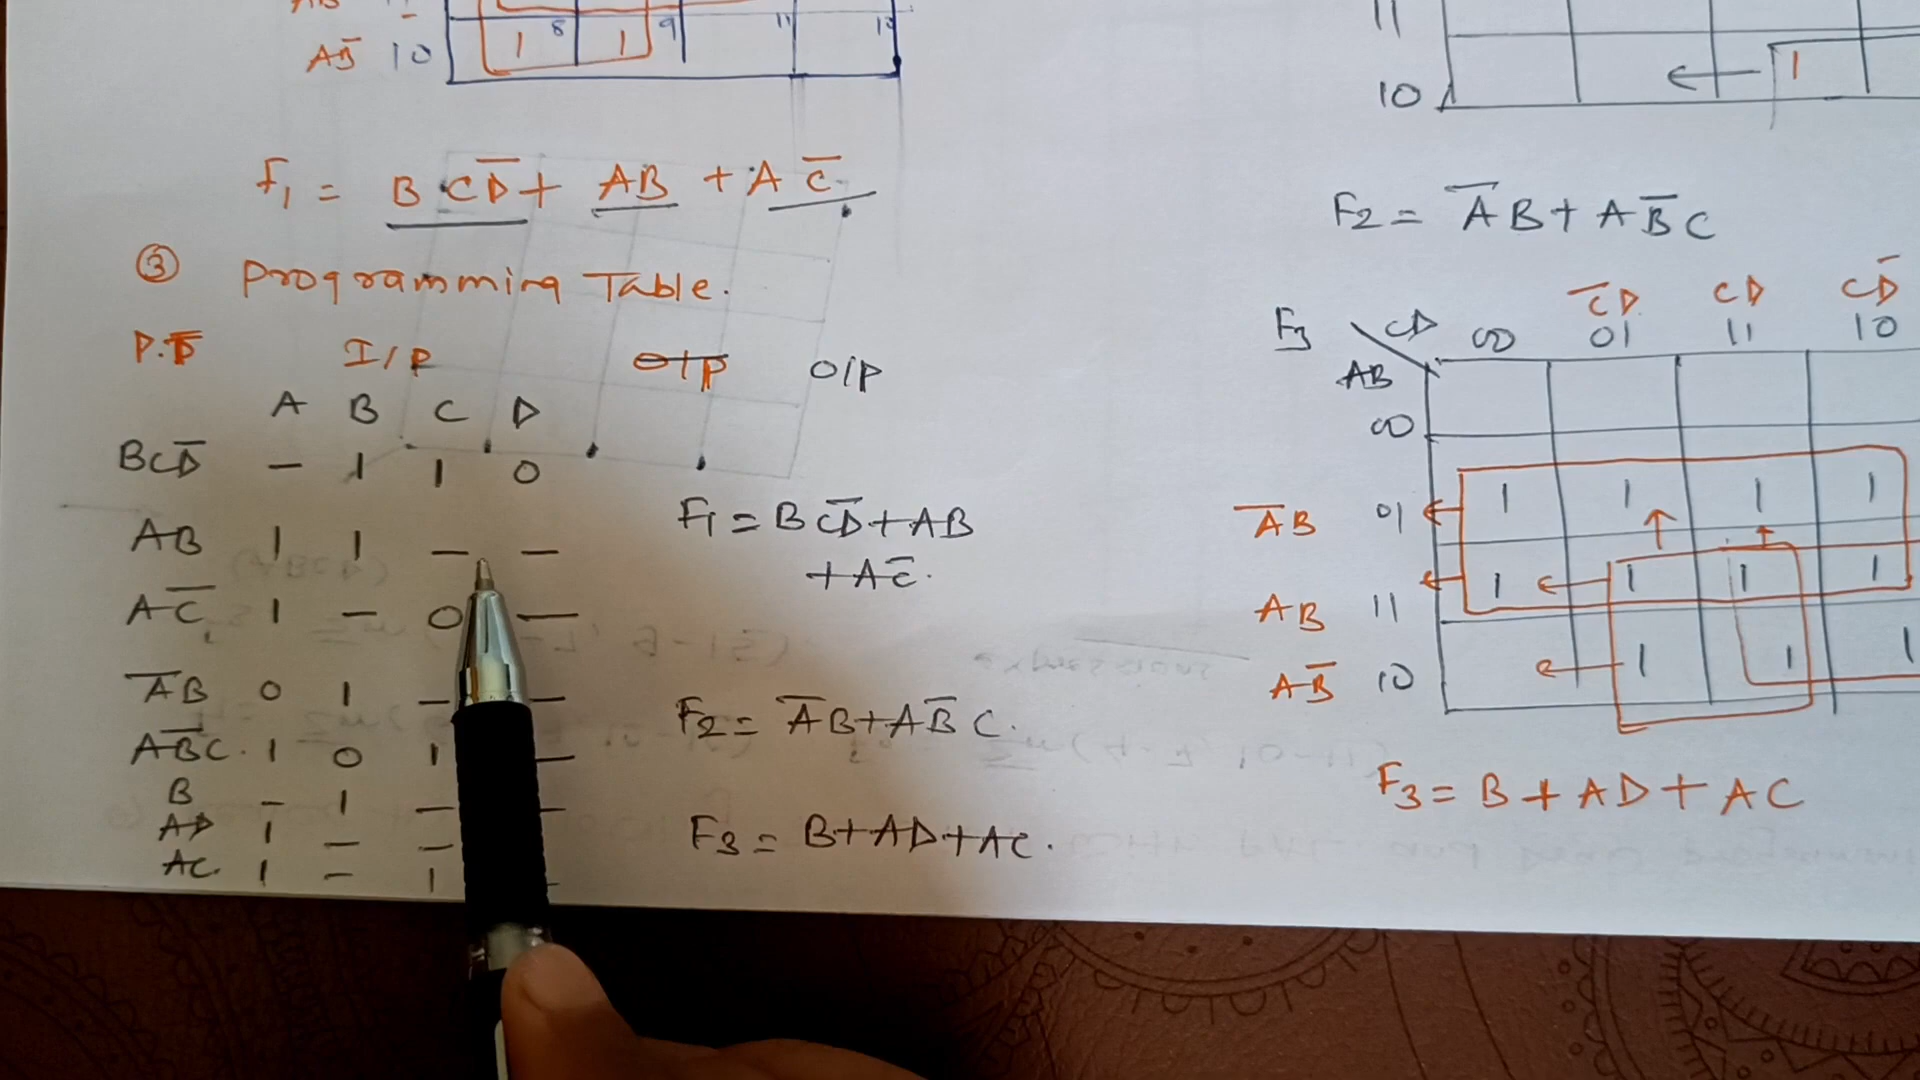 AB̅ 10 1 8 1 9 11 10
F1 = BCD̅ + AB + AC̅
③ Programming Table.
P.T I/P O/P O/P
A B C D
BCD̅ – 1 1 0
AB 1 1 – –
AC̅ 1 – 0 –
A̅B 0 1 – –
AB̅C. 1 0 1 –
B – 1 – –
AD 1 – –
AC. 1 – 1 –
F1 = BCD̅ + AB
+ AC̅.
F2 = A̅B + AB̅C.
F3 = B + AD + AC.
11
10 1
F2 = A̅B + AB̅C
C̅D CD CD̅
F3 CD 00 01 11 10
AB
00
A̅B 01 1 1 1 1
AB 11 1 1 1 1
AB̅ 10 1 1 1
F3 = B + AD + AC